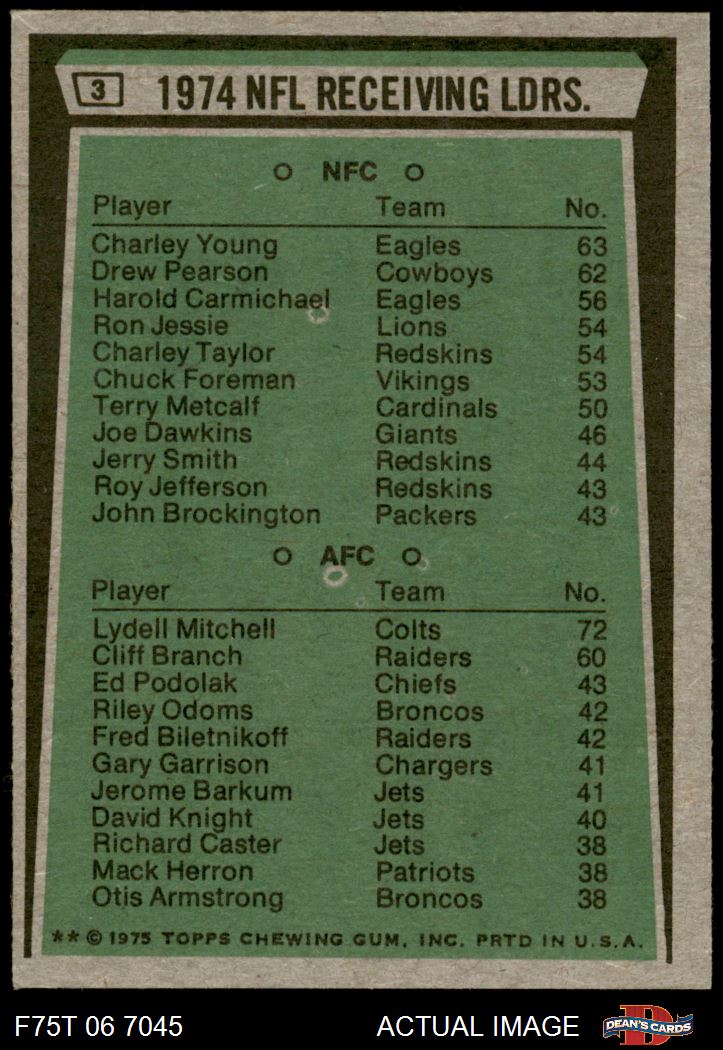 3 1974 NFL RECEIVING LDRS.
NFC
Player Team No.
Charley Young Eagles 63
Drew Pearson Cowboys 62
Harold Carmichael Eagles 56
Ron Jessie Lions 54
Charley Taylor Redskins 54
Chuck Foreman Vikings 53
Terry Metcalf Cardinals 50
Joe Dawkins Giants 46
Jerry Smith Redskins 44
Roy Jefferson Redskins 43
John Brockington Packers 43
AFC
Player Team No.
Lydell Mitchell Colts 72
Cliff Branch Raiders 60
Ed Podolak Chiefs 43
Riley Odoms Broncos 42
Fred Biletnikoff Raiders 42
Gary Garrison Chargers 41
Jerome Barkum Jets 41
David Knight Jets 40
Richard Caster Jets 38
Mack Herron Patriots 38
Otis Armstrong Broncos 38
** © 1975 TOPPS CHEWING GUM, INC. PRTD IN U.S.A.
F75T 06 7045 ACTUAL IMAGE D DEAN'S CARDS